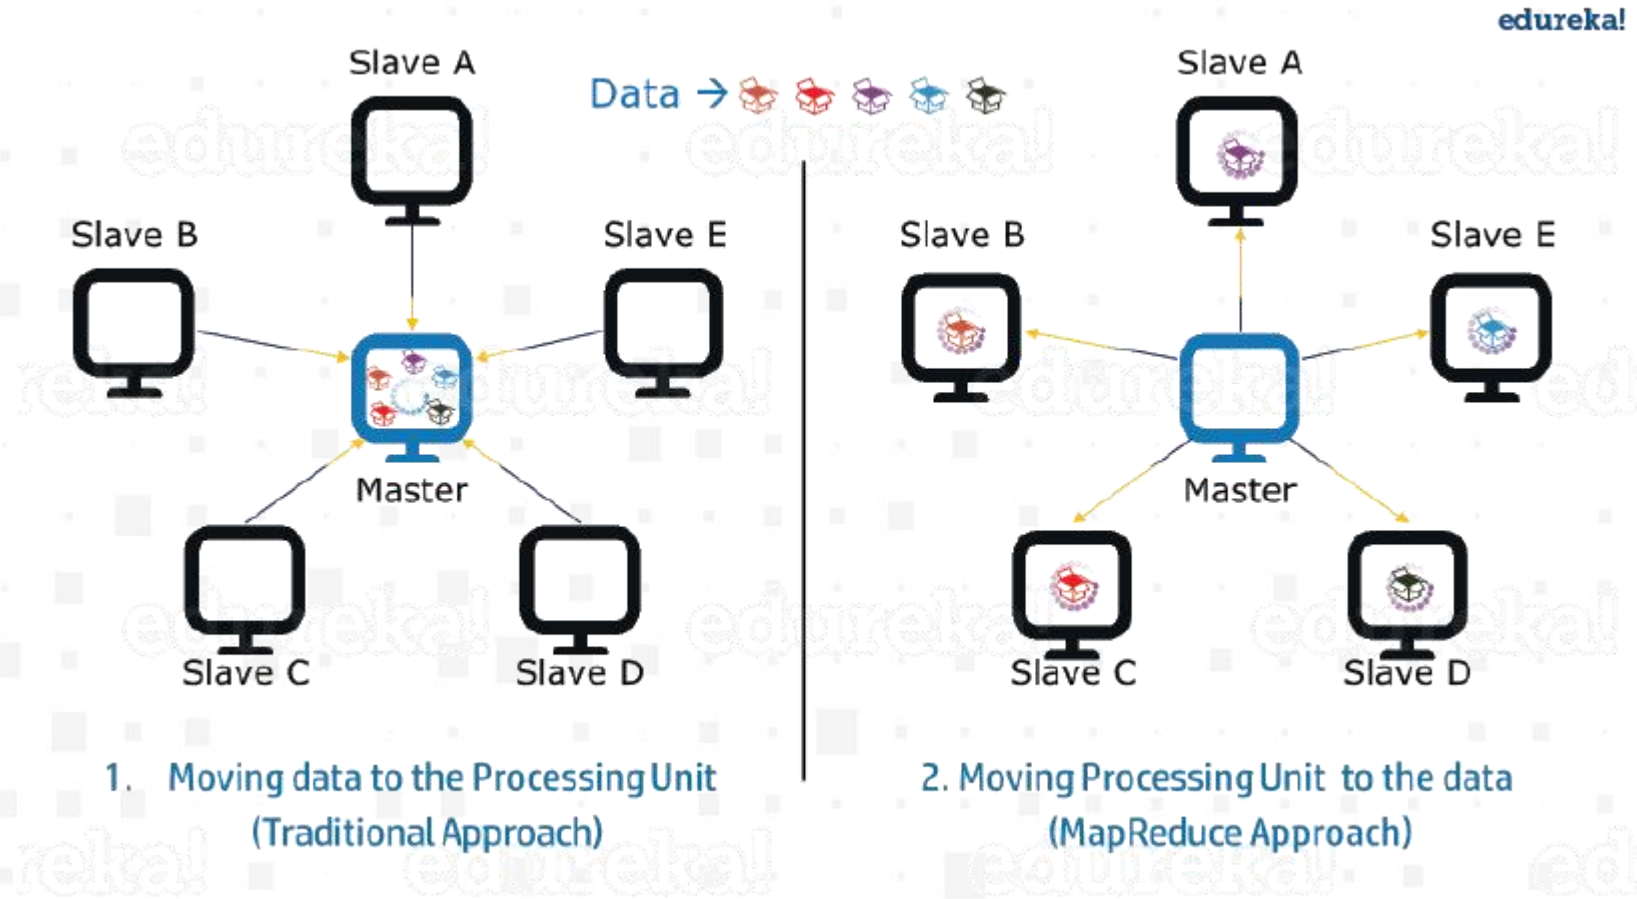 edureka!
Data →
Slave A
Slave B
Slave E
Master
Slave C
Slave D
1. Moving data to the Processing Unit
(Traditional Approach)
Slave A
Slave B
Slave E
Master
Slave C
Slave D
2. Moving Processing Unit to the data
(MapReduce Approach)